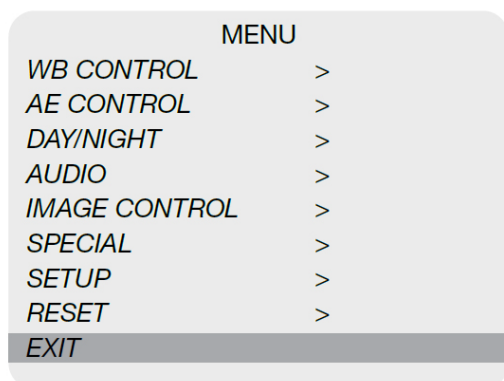 MENU
WB CONTROL >
AE CONTROL >
DAY/NIGHT >
AUDIO >
IMAGE CONTROL >
SPECIAL >
SETUP >
RESET >
EXIT